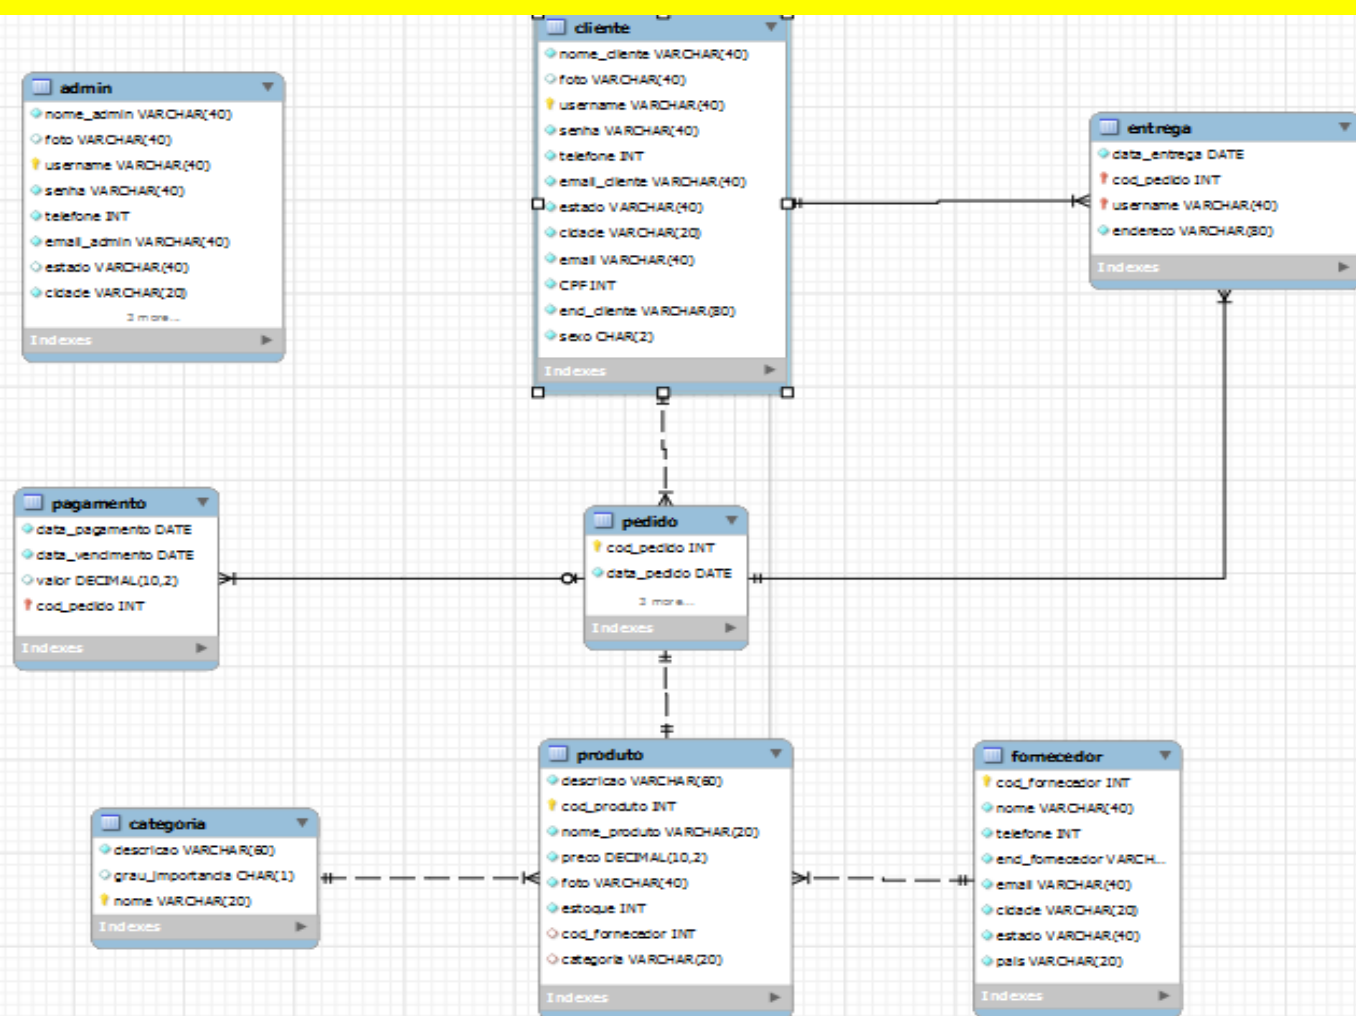 cliente
nome_cliente VARCHAR(40)
foto VARCHAR(40)
username VARCHAR(40)
senha VARCHAR(40)
telefone INT
email_cliente VARCHAR(40)
estado VARCHAR(40)
cidade VARCHAR(20)
email VARCHAR(40)
CPF INT
end_cliente VARCHAR(80)
sexo CHAR(2)
Indexes
admin
nome_admin VARCHAR(40)
foto VARCHAR(40)
username VARCHAR(40)
senha VARCHAR(40)
telefone INT
email_admin VARCHAR(40)
estado VARCHAR(40)
cidade VARCHAR(20)
more...
Indexes
entrega
data_entrega DATE
cod_pedido INT
username VARCHAR(40)
endereco VARCHAR(80)
Indexes
pagamento
data_pagamento DATE
data_vencimento DATE
valor DECIMAL(10,2)
cod_pedido INT
Indexes
pedido
cod_pedido INT
data_pedido DATE
more...
Indexes
produto
descricao VARCHAR(60)
cod_produto INT
nome_produto VARCHAR(20)
preco DECIMAL(10,2)
foto VARCHAR(40)
estoque INT
cod_fornecedor INT
categoria VARCHAR(20)
Indexes
categoria
descricao VARCHAR(60)
grau_importancia CHAR(1)
nome VARCHAR(20)
Indexes
fornecedor
cod_fornecedor INT
nome VARCHAR(40)
telefone INT
end_fornecedor VARCH...
email VARCHAR(40)
cidade VARCHAR(20)
estado VARCHAR(40)
pais VARCHAR(20)
Indexes